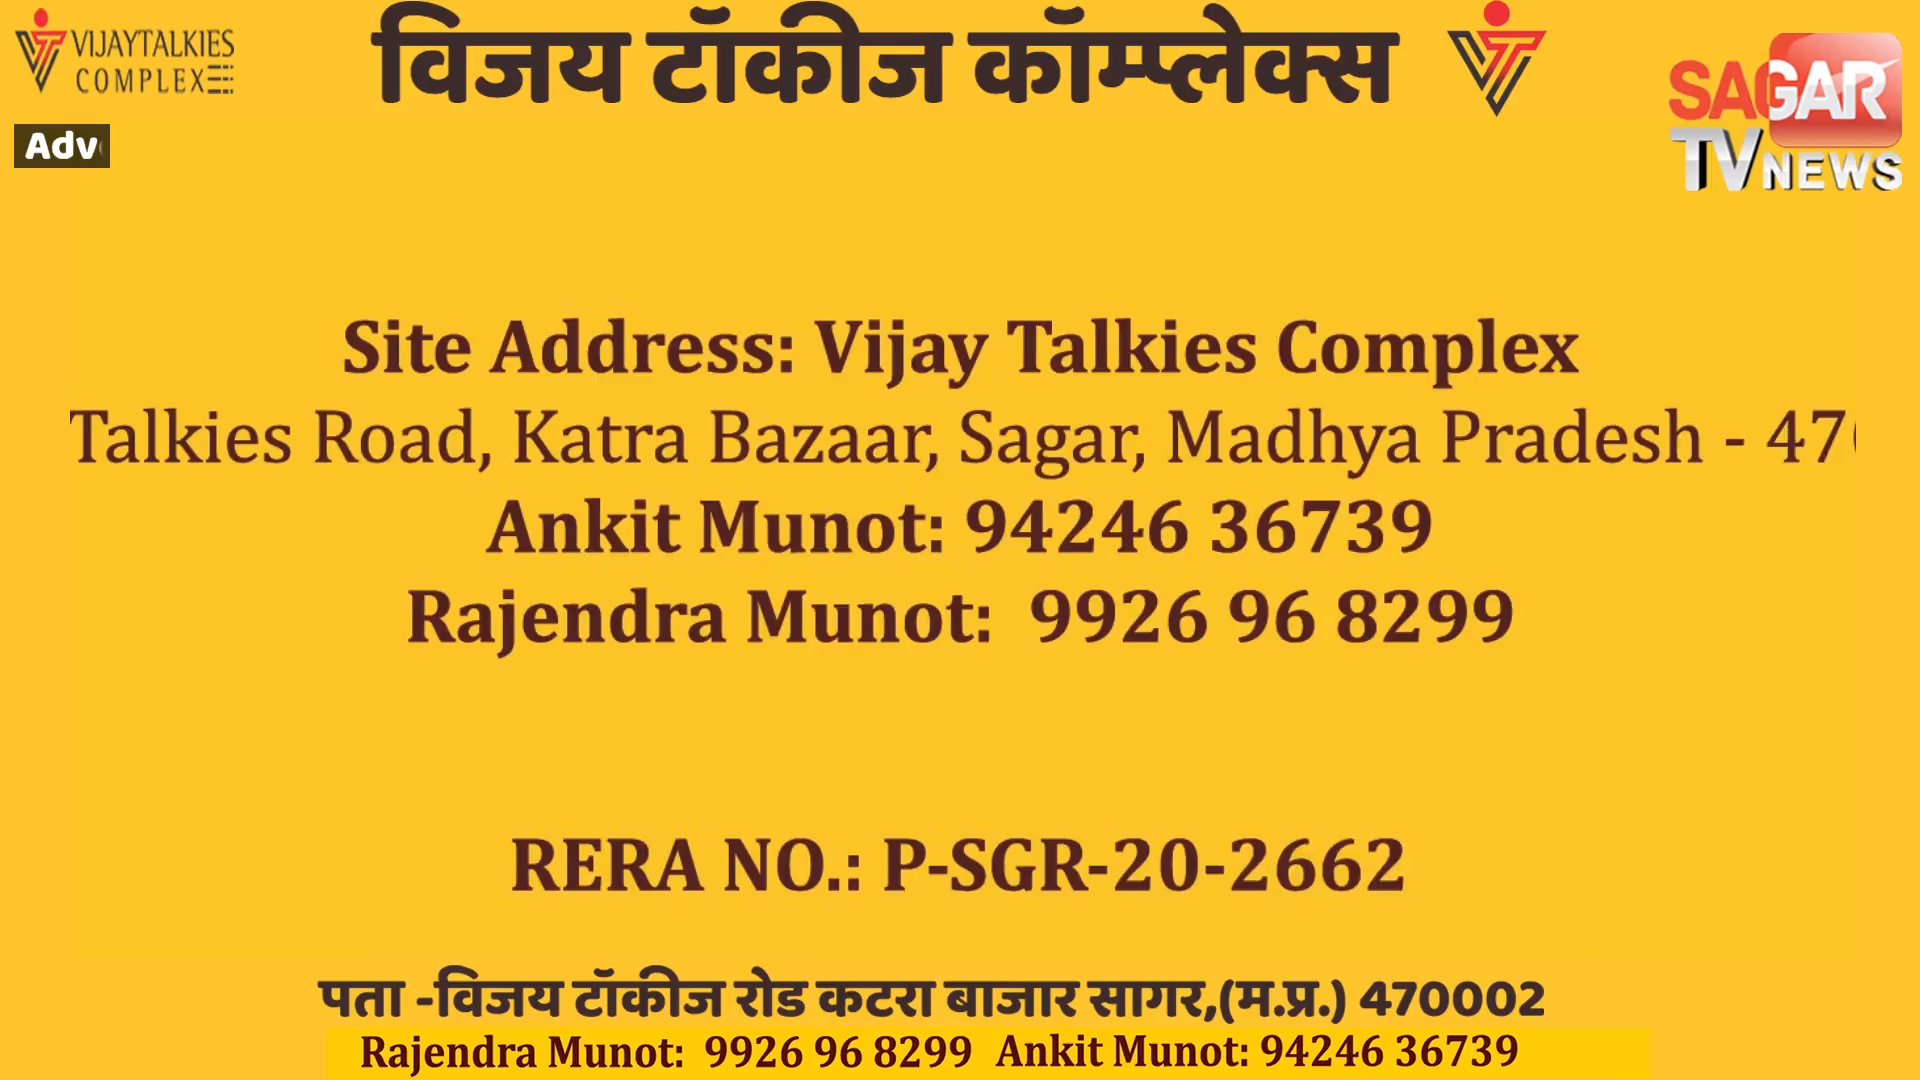 VIJAYTALKIES
COMPLEX
विजय टॉकीज कॉम्प्लेक्स
SAGAR
TV NEWS
Adv
Site Address: Vijay Talkies Complex
Talkies Road, Katra Bazaar, Sagar, Madhya Pradesh - 47
Ankit Munot: 94246 36739
Rajendra Munot: 9926 96 8299
RERA NO.: P-SGR-20-2662
पता -विजय टॉकीज रोड कटरा बाजार सागर,(म.प्र.) 470002
Rajendra Munot: 9926 96 8299 Ankit Munot: 94246 36739